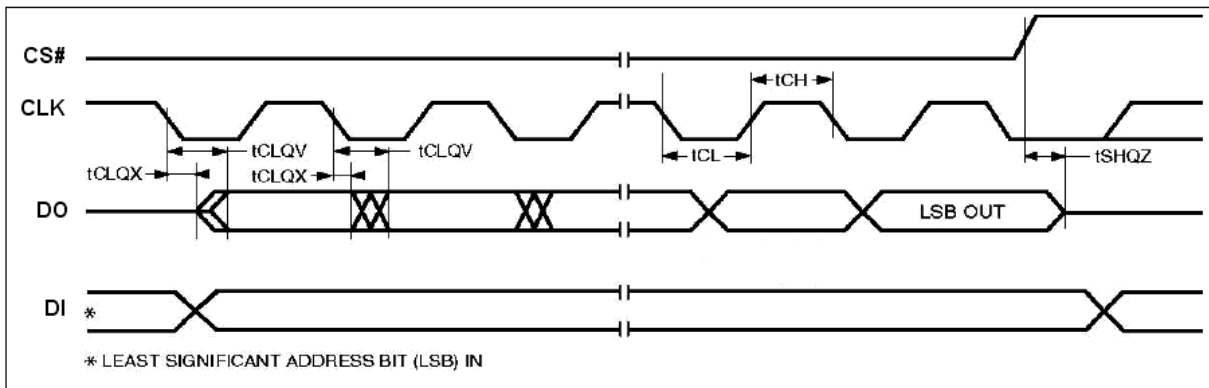 CS#
tCH
CLK
tCLQV
tCLQV
tCL
tSHQZ
tCLQX
tCLQX
DO
LSB OUT
DI
*
* LEAST SIGNIFICANT ADDRESS BIT (LSB) IN